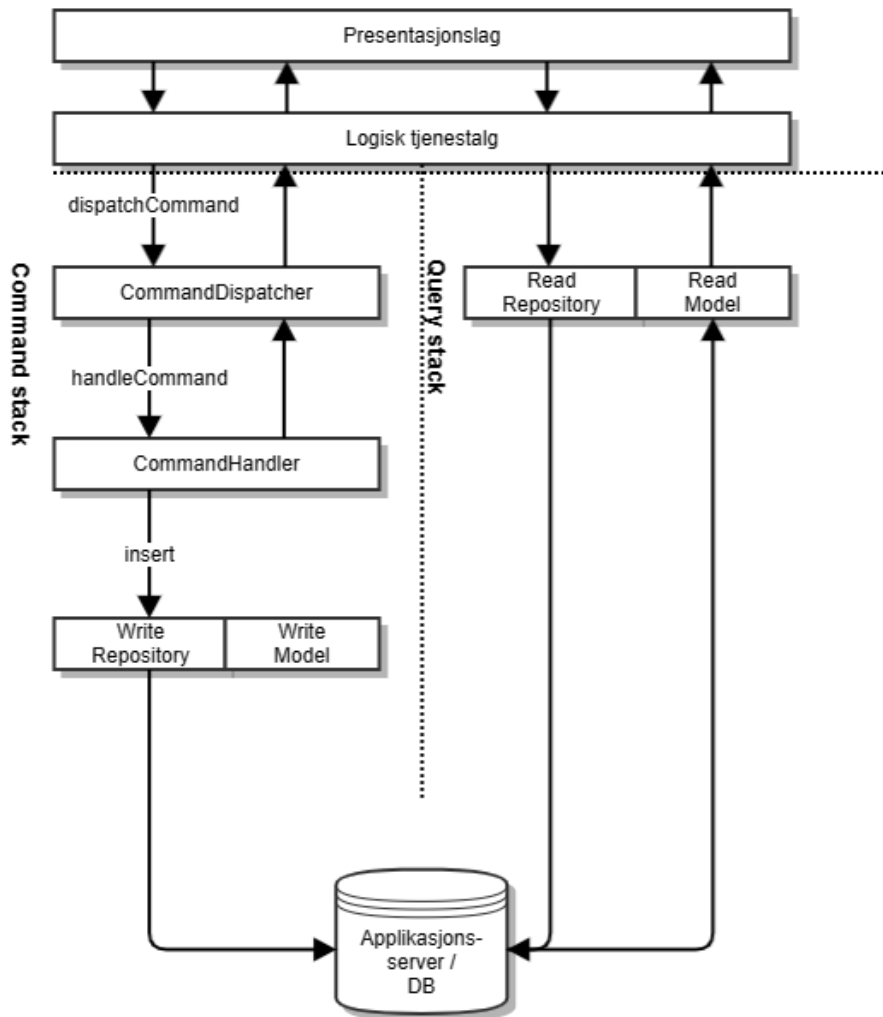 Presentasjonslag
Logisk tjenestalg
dispatchCommand
CommandDispatcher
handleCommand
CommandHandler
insert
Write
Repository
Write
Model
Command stack
Query stack
Read
Repository
Read
Model
Applikasjons-
server /
DB